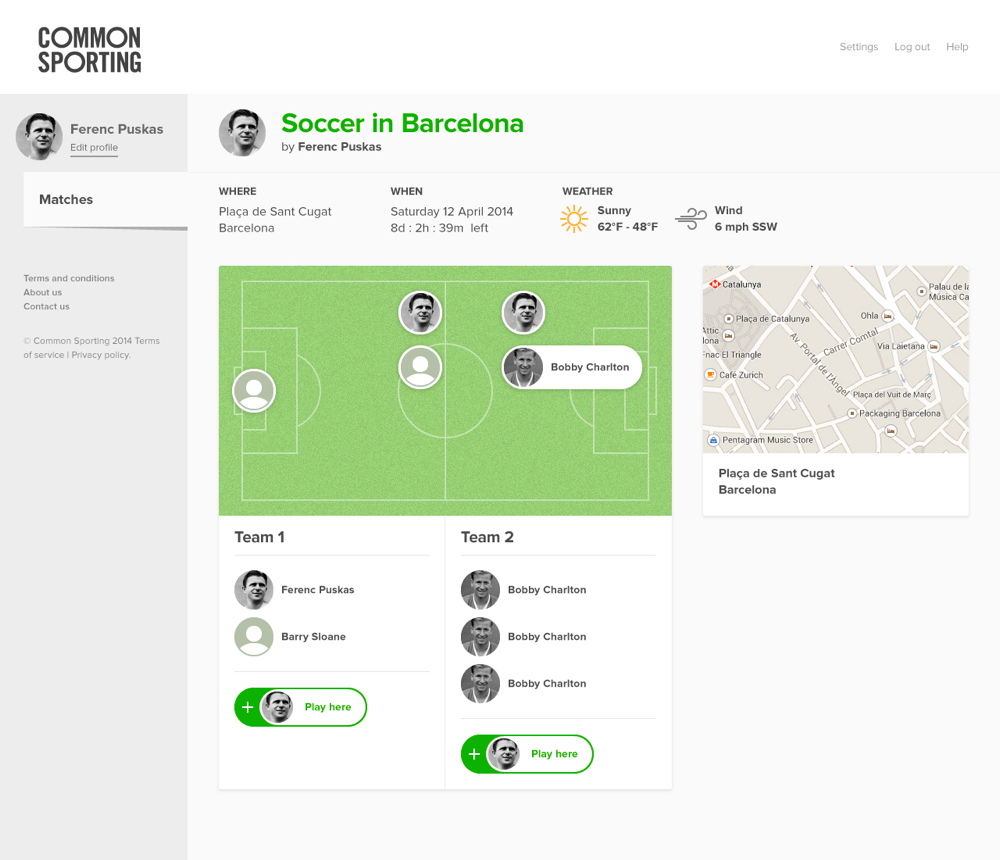 COMMON
SPORTING
Settings
Log out
Help
Ferenc Puskas
Edit profile
Matches
Terms and conditions
About us
Contact us
© Common Sporting 2014 Terms
of service | Privacy policy.
Soccer in Barcelona
by Ferenc Puskas
WHERE
Plaça de Sant Cugat
Barcelona
WHEN
Saturday 12 April 2014
8d : 2h : 39m left
WEATHER
Sunny
62°F - 48°F
Wind
6 mph SSW
Bobby Charlton
Team 1
Ferenc Puskas
Barry Sloane
+ Play here
Team 2
Bobby Charlton
Bobby Charlton
Bobby Charlton
+ Play here
M Catalunya
Palau de la
Música Ca
Plaça de Catalunya
Ohla
Attic
lona
Via Laietana
Carrer Comtal
Av. Portal de l'Àngel
Fnac El Triangle
Café Zurich
Plaça del Vuit de Març
Packaging Barcelona
Pentagram Music Store
Plaça de Sant Cugat
Barcelona